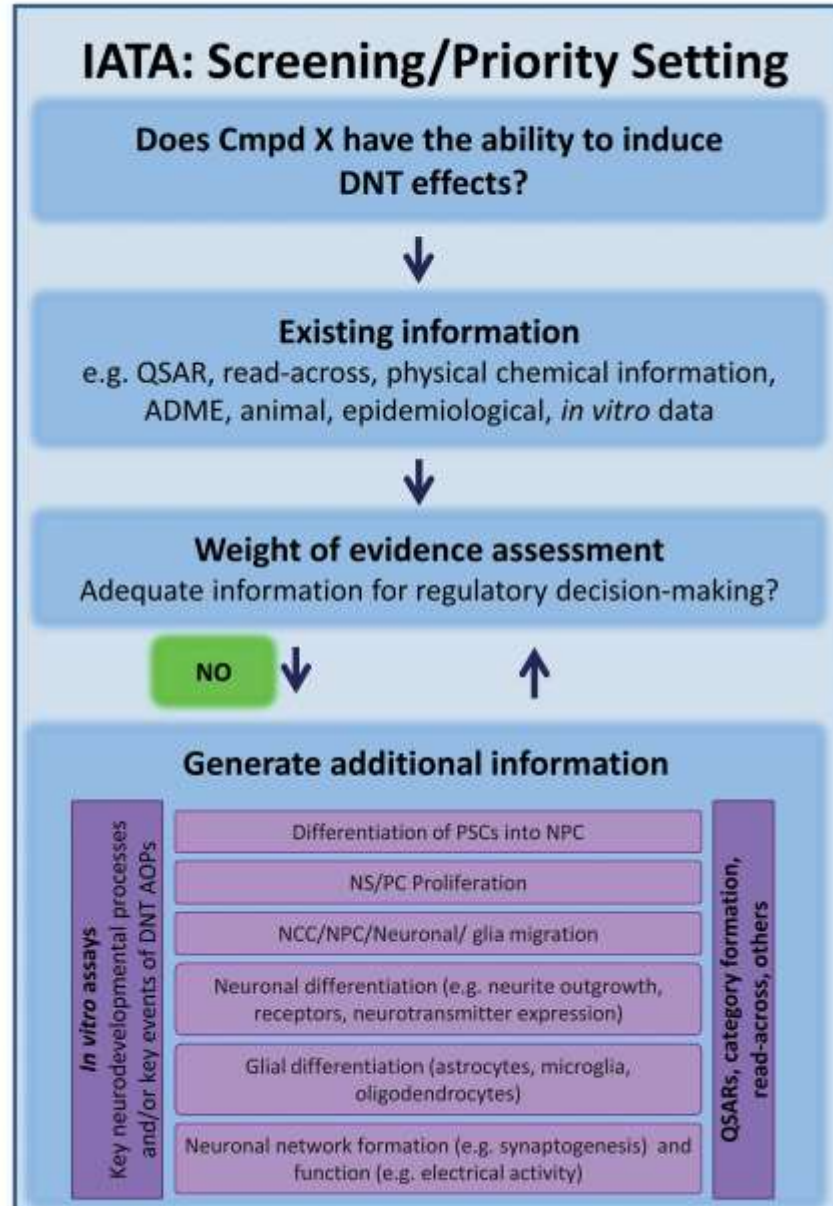 IATA: Screening/Priority Setting
Does Cmpd X have the ability to induce
DNT effects?
Existing information
e.g. QSAR, read-across, physical chemical information,
ADME, animal, epidemiological, in vitro data
Weight of evidence assessment
Adequate information for regulatory decision-making?
NO
Generate additional information
In vitro assays
Key neurodevelopmental processes
and/or key events of DNT AOPs
Differentiation of PSCs into NPC
NS/PC Proliferation
NCC/NPC/Neuronal/ glia migration
Neuronal differentiation (e.g. neurite outgrowth,
receptors, neurotransmitter expression)
Glial differentiation (astrocytes, microglia,
oligodendrocytes)
Neuronal network formation (e.g. synaptogenesis) and
function (e.g. electrical activity)
QSARs, category formation,
read-across, others